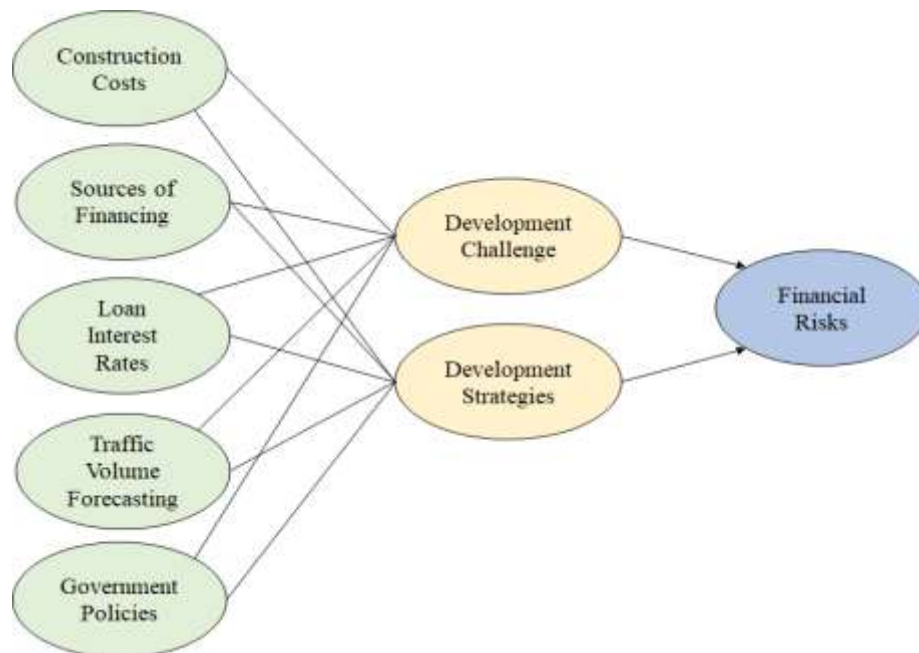 Construction
Costs
Sources of
Financing
Loan
Interest
Rates
Traffic
Volume
Forecasting
Government
Policies
Development
Challenge
Development
Strategies
Financial
Risks